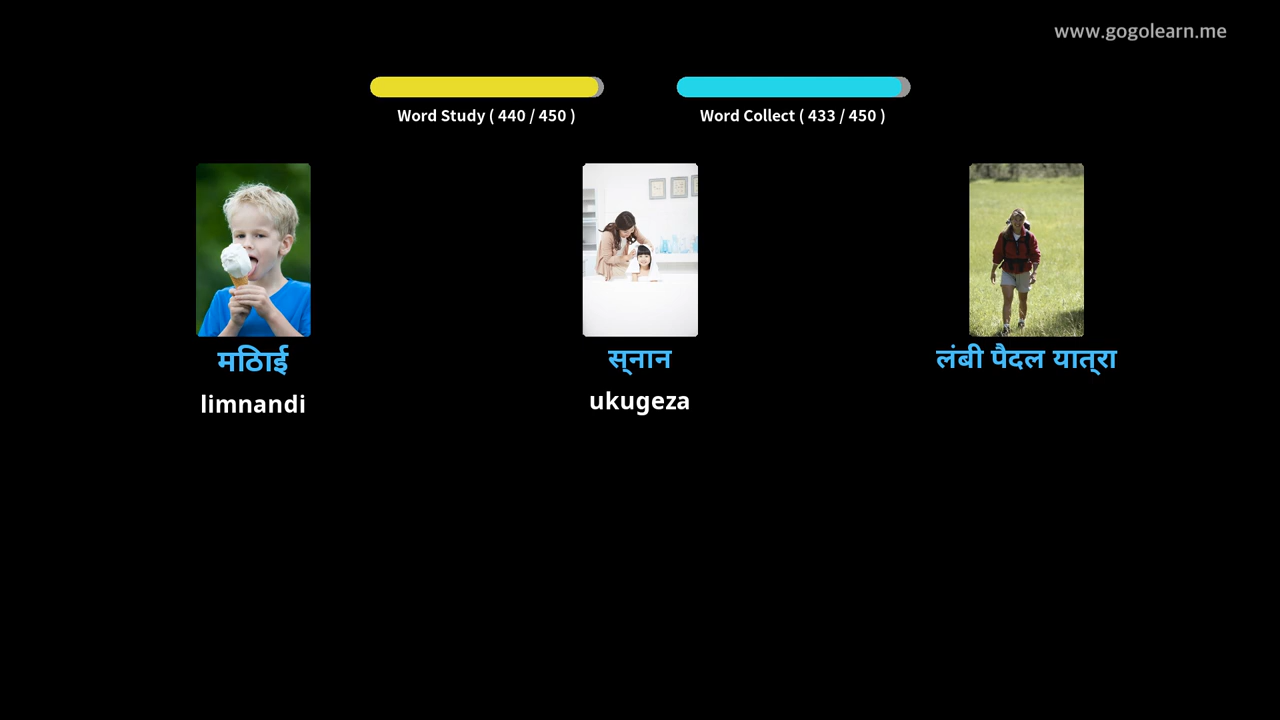 www.gogolearn.me
Word Study ( 440 / 450 )
Word Collect ( 433 / 450 )
मिठाई
स्नान
लंबी पैदल यात्रा
limnandi
ukugeza